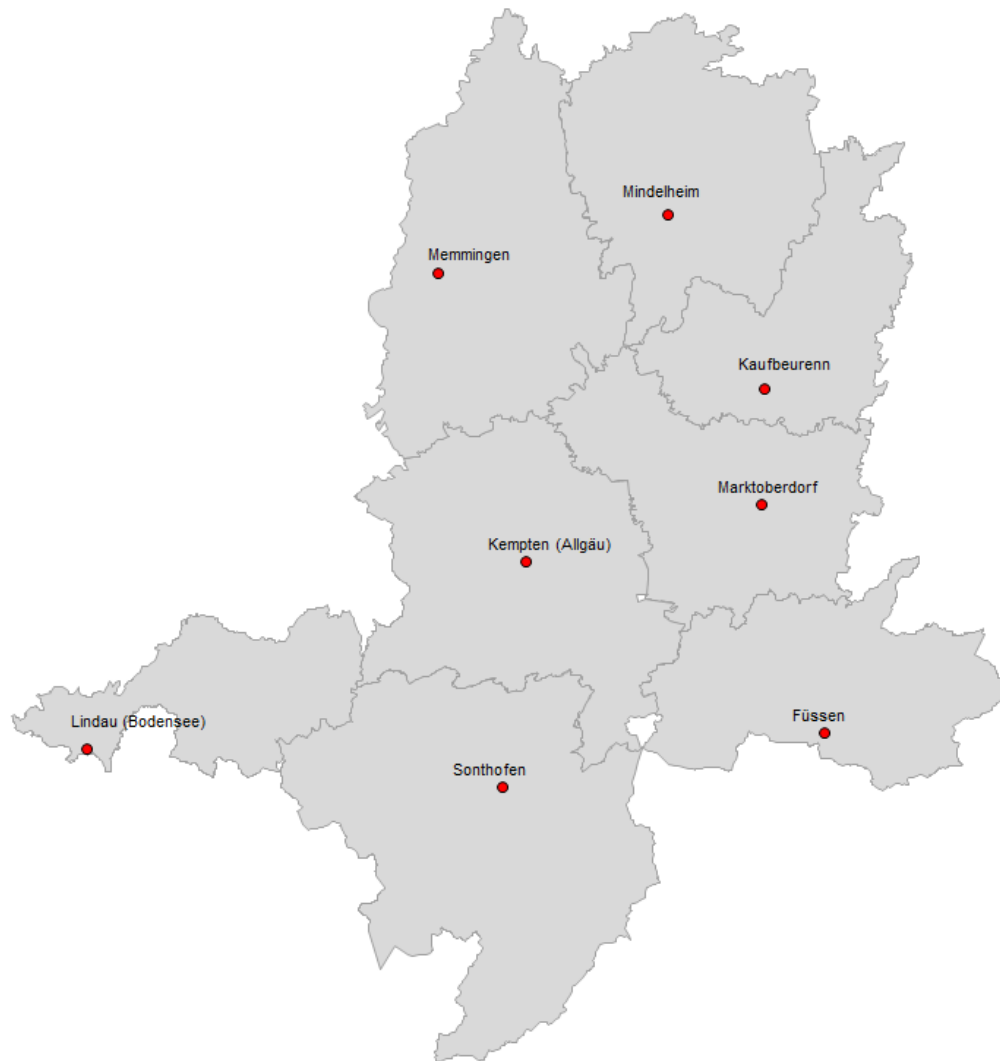 Mindelheim
Memmingen
Kaufbeurenn
Marktoberdorf
Kempten (Allgäu)
Lindau (Bodensee)
Füssen
Sonthofen